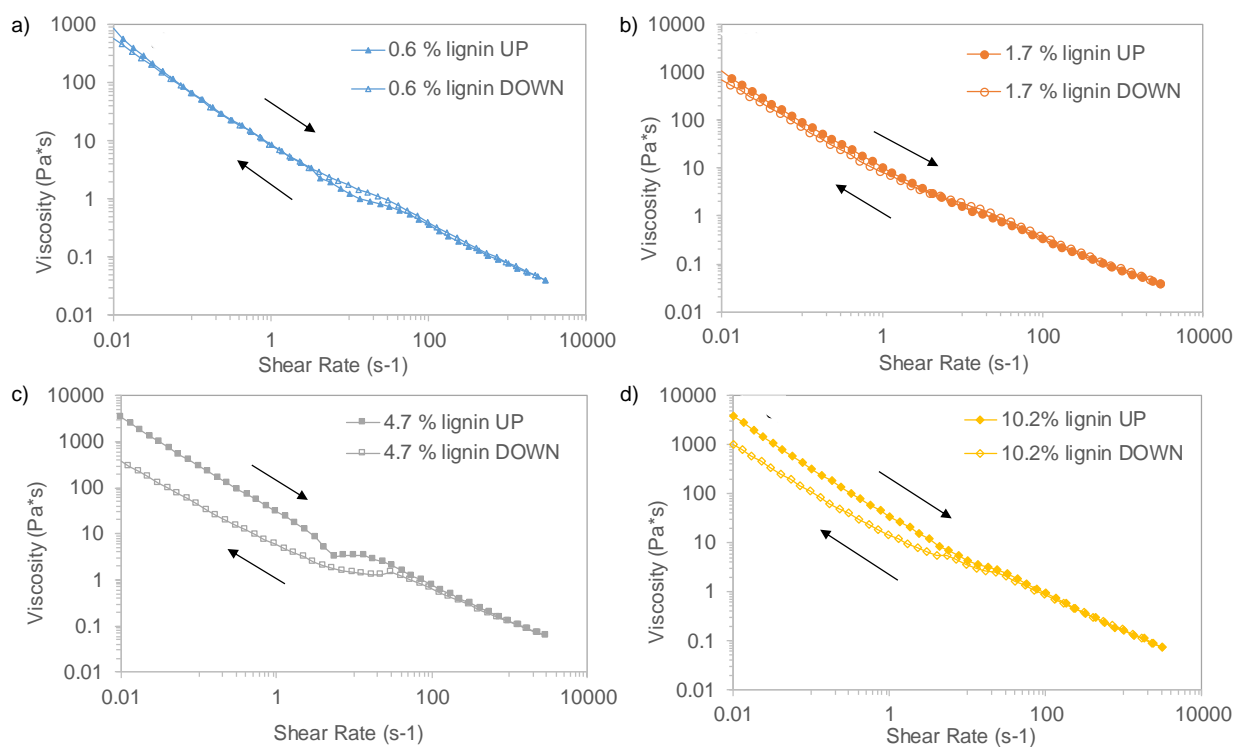 a)
1000
100
10
1
0.1
0.01
Viscosity (Pa*s)
0.6 % lignin UP
0.6 % lignin DOWN
0.01
1
100
10000
Shear Rate (s-1)
b)
10000
1000
100
10
1
0.1
0.01
Viscosity (Pa*s)
1.7 % lignin UP
1.7 % lignin DOWN
0.01
1
100
10000
Shear Rate (s-1)
c)
10000
1000
100
10
1
0.1
0.01
Viscosity (Pa*s)
4.7 % lignin UP
4.7 % lignin DOWN
0.01
1
100
10000
Shear Rate (s-1)
d)
10000
1000
100
10
1
0.1
0.01
Viscosity (Pa*s)
10.2% lignin UP
10.2% lignin DOWN
0.01
1
100
10000
Shear Rate (s-1)